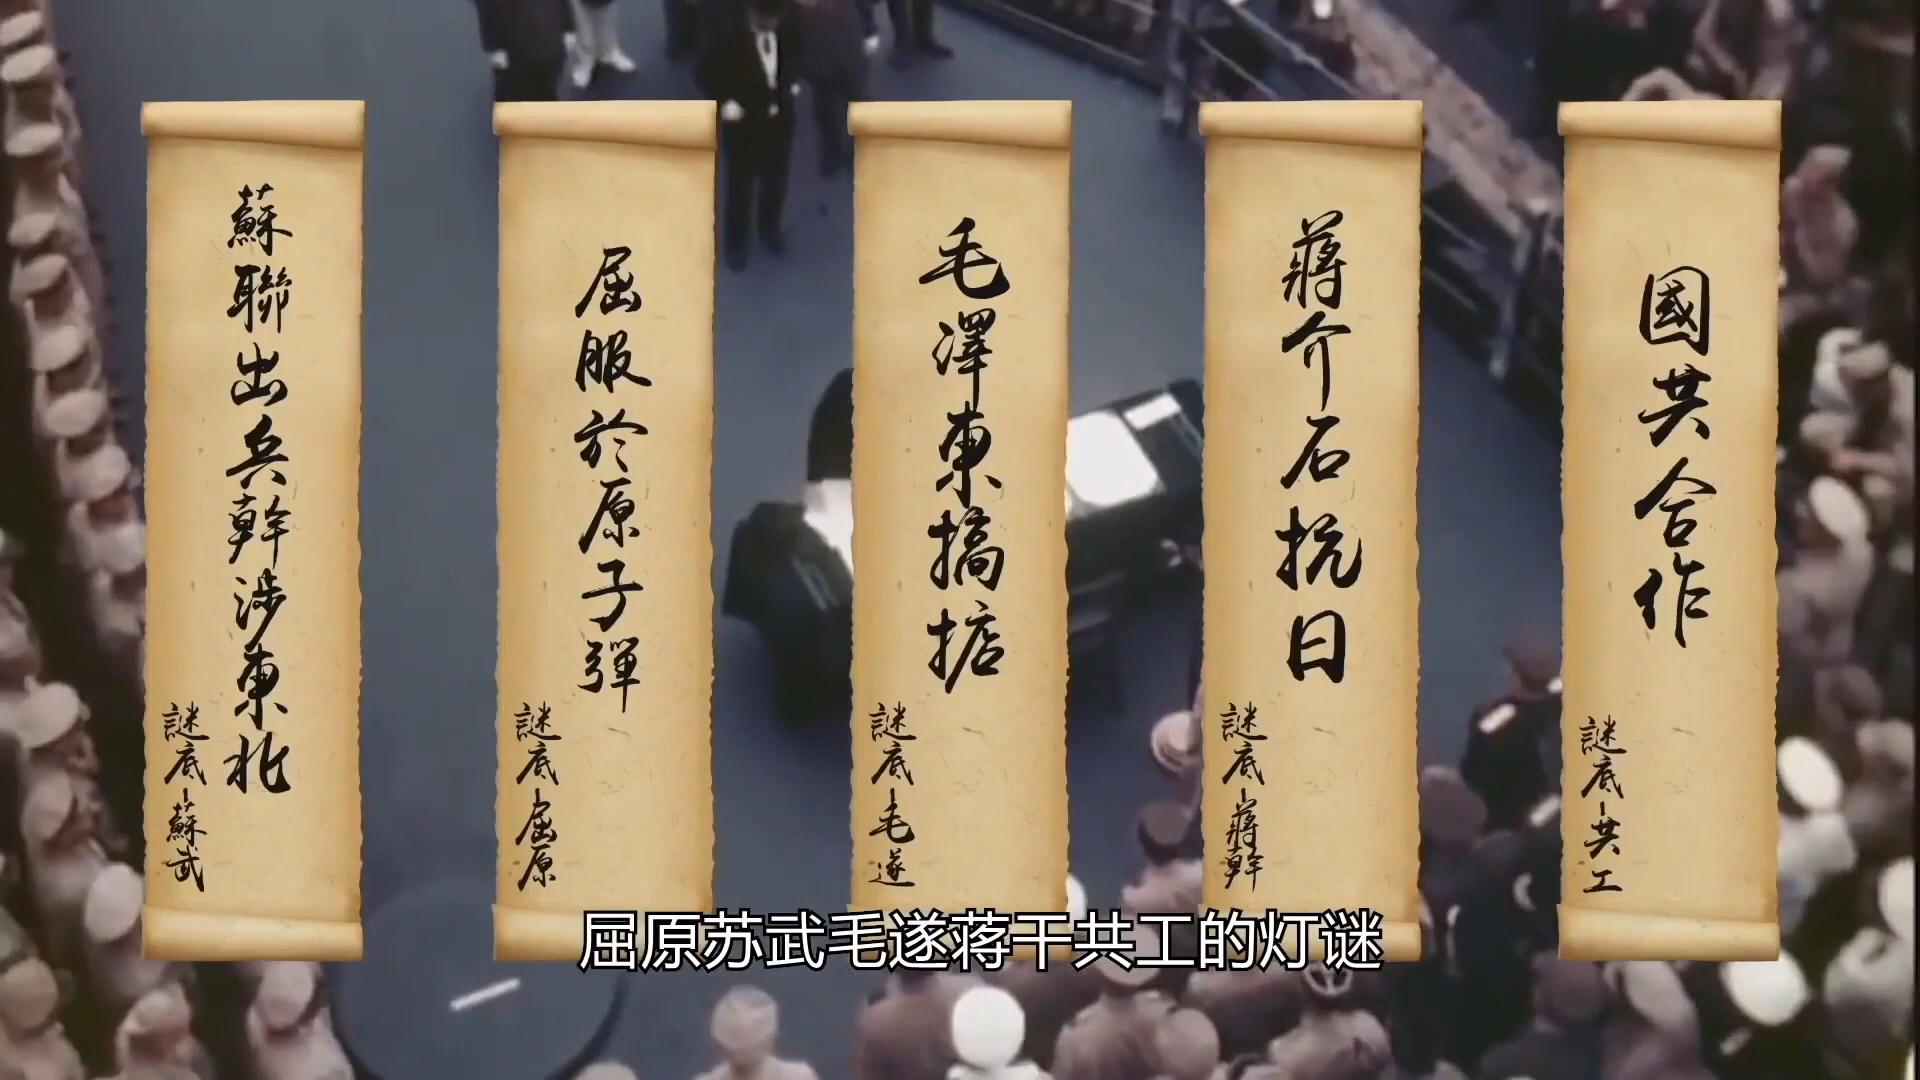 蘇聯出兵幹涉東北
謎底-蘇武
屈服於原子彈
謎底-屈原
毛澤東搞掂
謎底-毛遂
蔣介石抗日
謎底-蔣幹
國共合作
謎底-共工
屈原苏武毛遂蒋干共工的灯谜